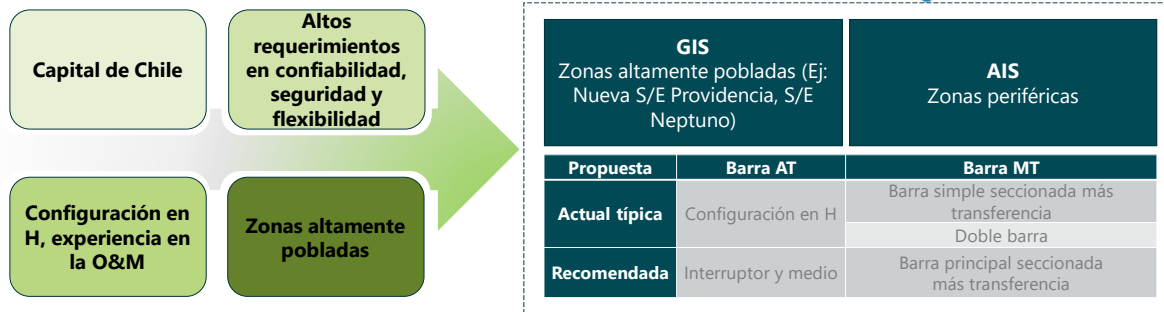 Capital de Chile
Altos
requerimientos
en confiabilidad,
seguridad y
flexibilidad
Configuración en
H, experiencia en
la O&M
Zonas altamente
pobladas
GIS
Zonas altamente pobladas (Ej:
Nueva S/E Providencia, S/E
Neptuno)
AIS
Zonas periféricas
Propuesta Barra AT Barra MT
Actual típica Configuración en H Barra simple seccionada más
transferencia
Doble barra
Recomendada Interruptor y medio Barra principal seccionada
más transferencia